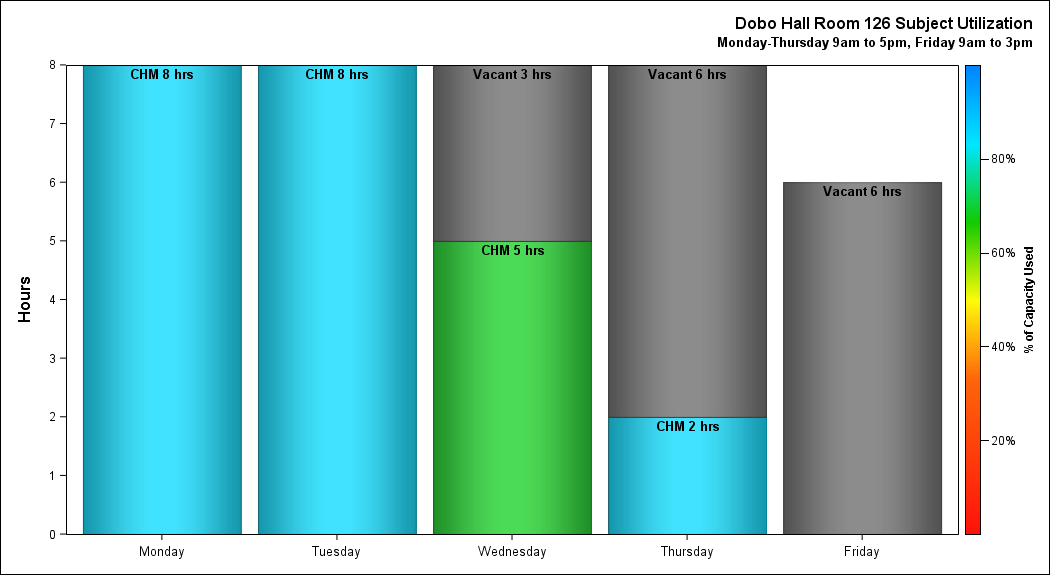 Dobo Hall Room 126 Subject Utilization
Monday-Thursday 9am to 5pm, Friday 9am to 3pm
CHM 8 hrs
CHM 8 hrs
Vacant 3 hrs
Vacant 6 hrs
Vacant 6 hrs
CHM 5 hrs
CHM 2 hrs
Hours
8
7
6
5
4
3
2
1
0
Monday
Tuesday
Wednesday
Thursday
Friday
80%
60%
40%
20%
% of Capacity Used